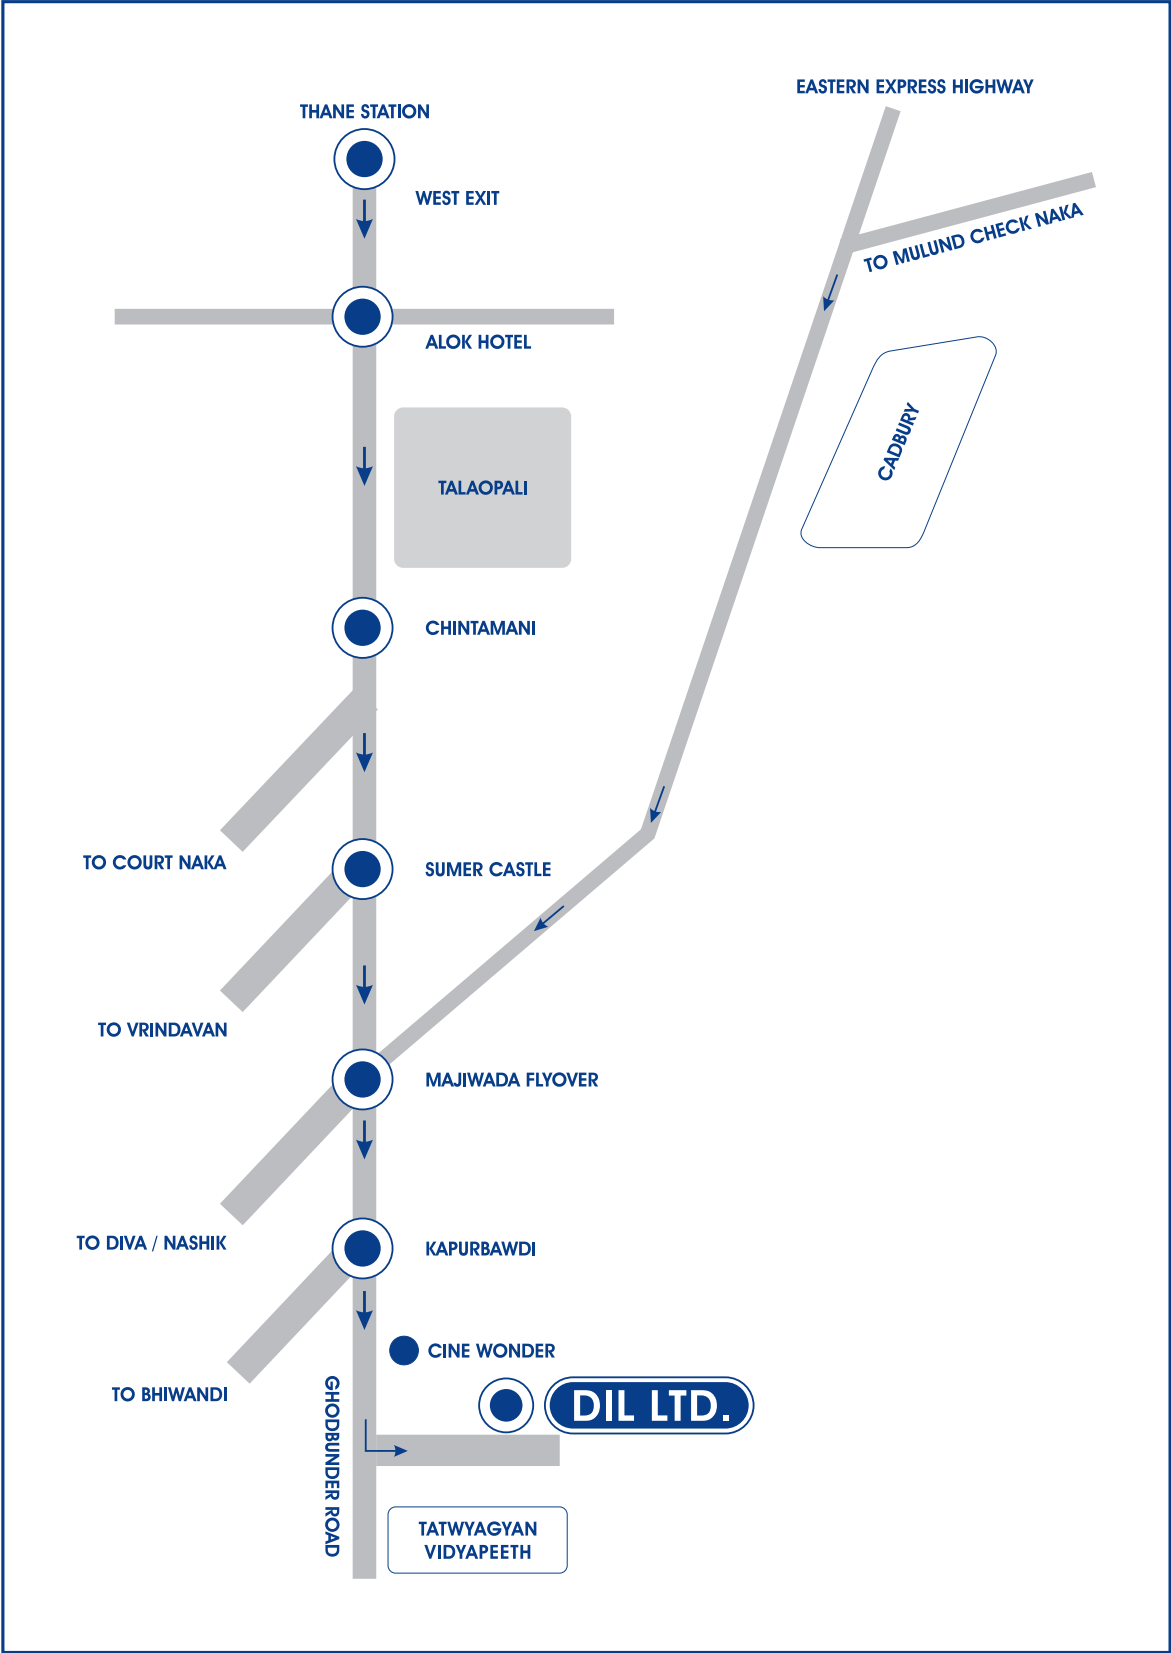 EASTERN EXPRESS HIGHWAY
THANE STATION
WEST EXIT
TO MULUND CHECK NAKA
ALOK HOTEL
CADBURY
TALAOPALI
CHINTAMANI
TO COURT NAKA
SUMER CASTLE
TO VRINDAVAN
MAJIWADA FLYOVER
TO DIVA / NASHIK
KAPURBAWDI
CINE WONDER
TO BHIWANDI
DIL LTD.
GHODBUNDER ROAD
TATWYAGYAN
VIDYAPEETH